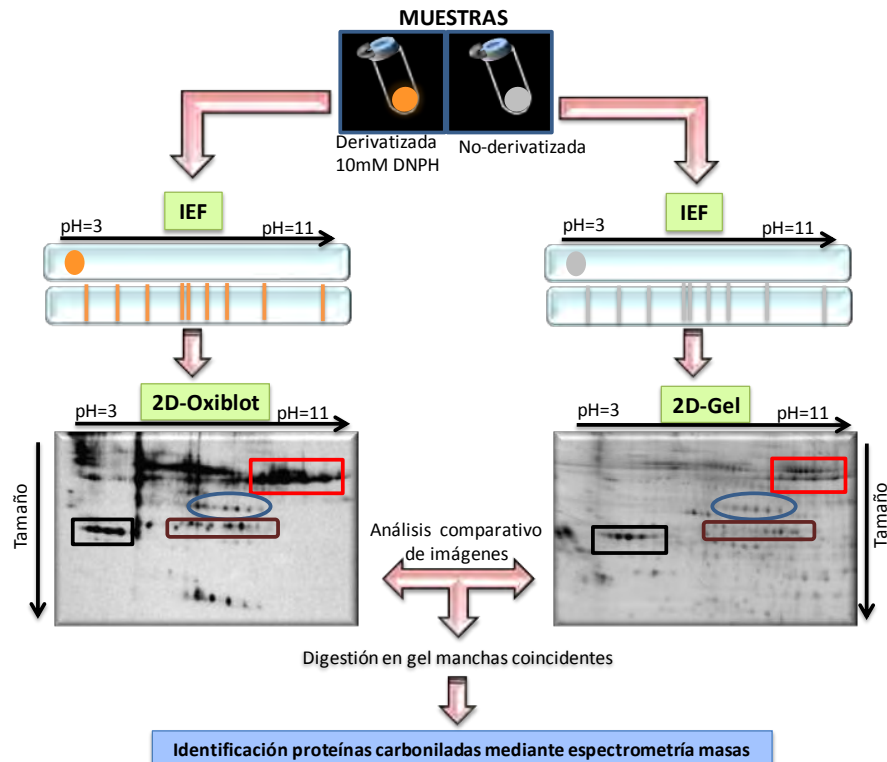 MUESTRAS
Derivatizada
10mM DNPH
No-derivatizada
IEF
pH=3
pH=11
IEF
pH=3
pH=11
2D-Oxiblot
pH=3
pH=11
Tamaño
2D-Gel
pH=3
pH=11
Tamaño
Análisis comparativo
de imágenes
Digestión en gel manchas coincidentes
Identificación proteínas carboniladas mediante espectrometría masas